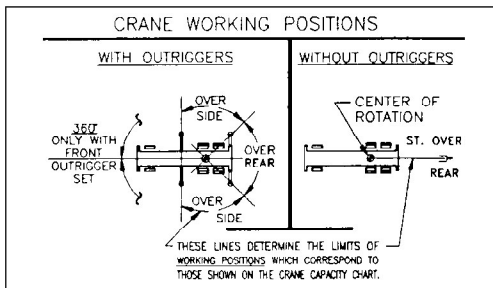 CRANE WORKING POSITIONS
WITH OUTRIGGERS
WITHOUT OUTRIGGERS
OVER
SIDE
360°
ONLY WITH
FRONT
OUTRIGGER
SET
OVER
REAR
OVER
SIDE
CENTER OF
ROTATION
ST. OVER
REAR
THESE LINES DETERMINE THE LIMITS OF
WORKING POSITIONS WHICH CORRESPOND TO
THOSE SHOWN ON THE CRANE CAPACITY CHART.